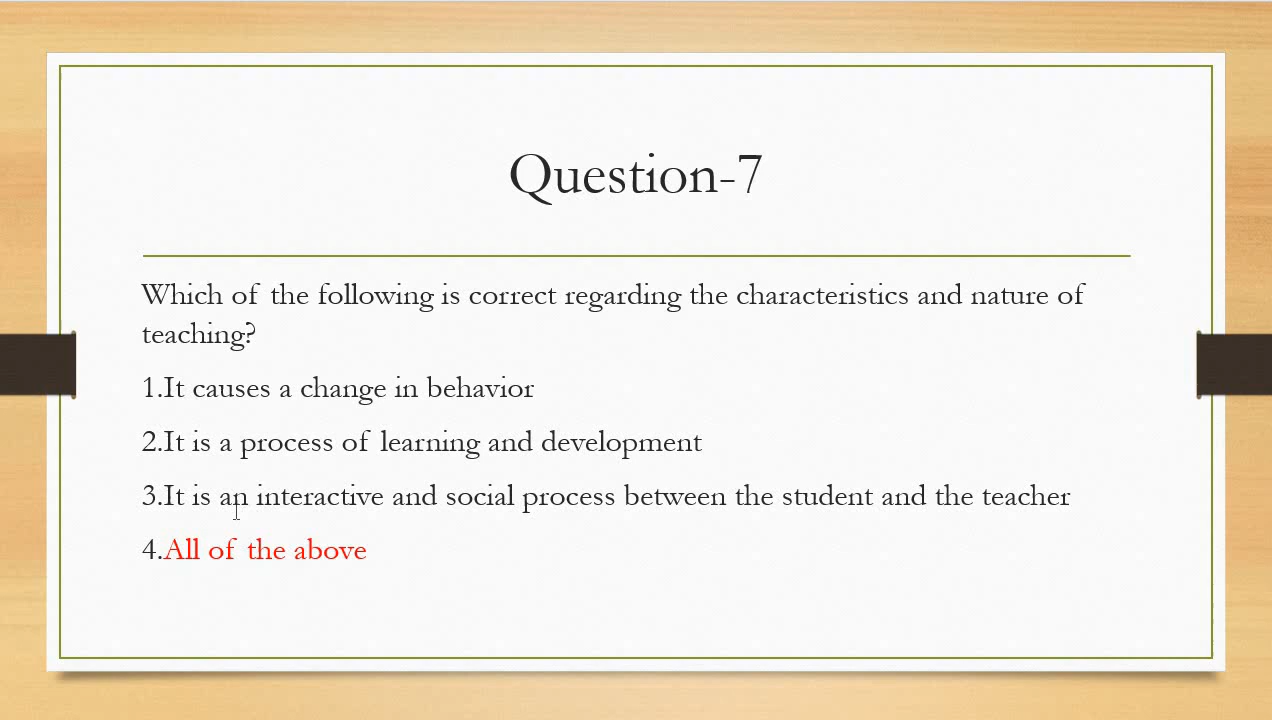 Question-7
Which of the following is correct regarding the characteristics and nature of
teaching?
1.It causes a change in behavior
2.It is a process of learning and development
3.It is an interactive and social process between the student and the teacher
4.All of the above